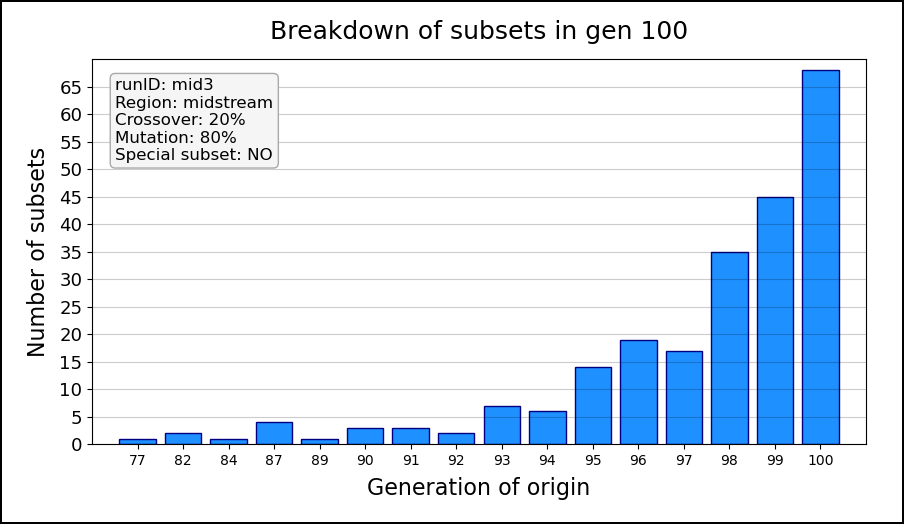 Breakdown of subsets in gen 100
runID: mid3
Region: midstream
Crossover: 20%
Mutation: 80%
Special subset: NO
Number of subsets
65
60
55
50
45
40
35
30
25
20
15
10
5
0
77 82 84 87 89 90 91 92 93 94 95 96 97 98 99 100
Generation of origin